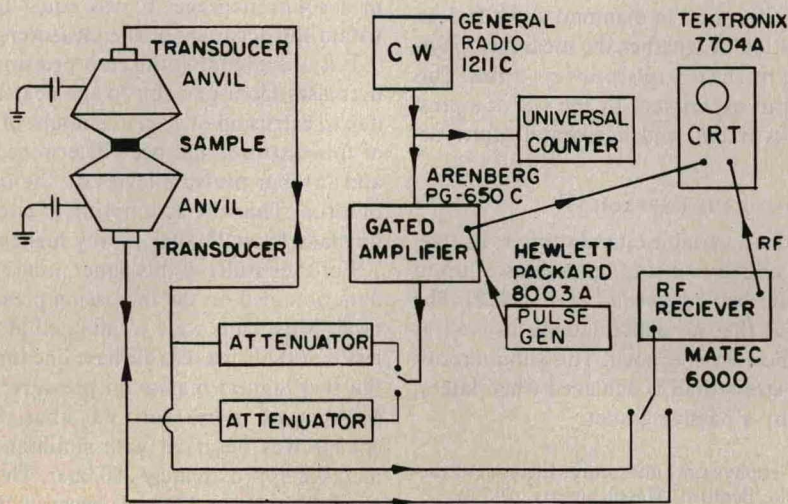 TRANSDUCER
ANVIL
SAMPLE
ANVIL
TRANSDUCER
CW
GENERAL
RADIO
1211C
TEKTRONIX
7704A
UNIVERSAL
COUNTER
CRT
ARENBERG
PG-650C
GATED
AMPLIFIER
HEWLETT
PACKARD
8003A
PULSE
GEN
RF
RF
RECIEVER
MATEC
6000
ATTENUATOR
ATTENUATOR